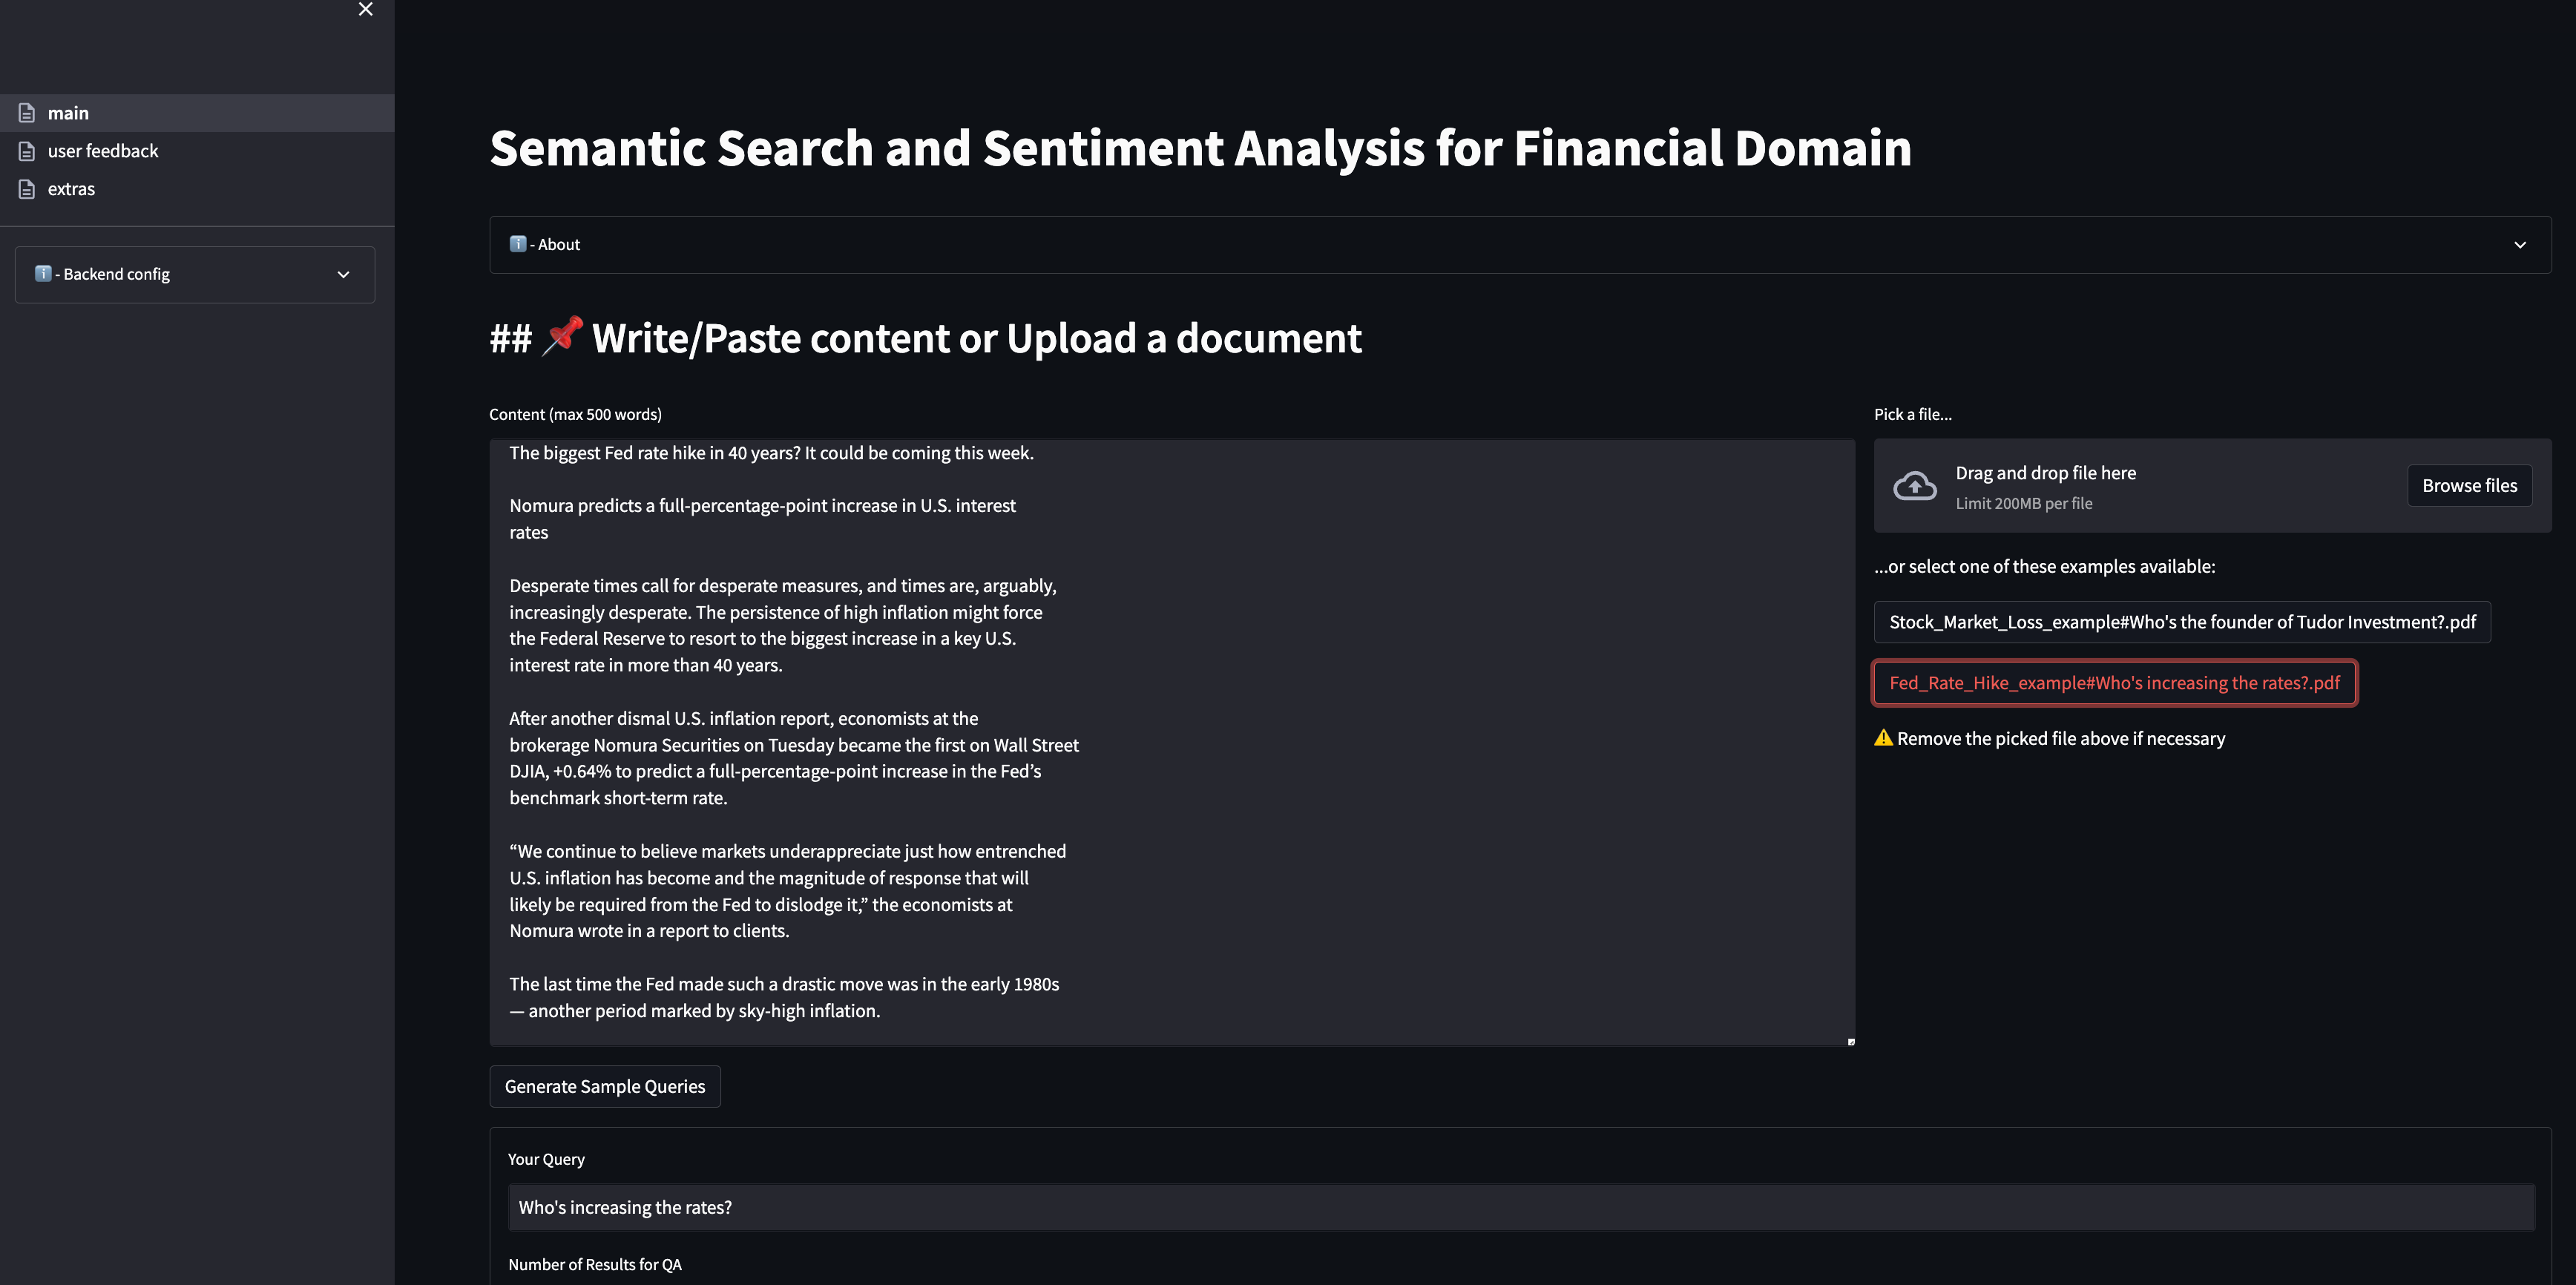 main
user feedback
extras
- Backend config
Semantic Search and Sentiment Analysis for Financial Domain
- About
## 📌 Write/Paste content or Upload a document
Content (max 500 words)
The biggest Fed rate hike in 40 years? It could be coming this week.
Nomura predicts a full-percentage-point increase in U.S. interest
rates
Desperate times call for desperate measures, and times are, arguably,
increasingly desperate. The persistence of high inflation might force
the Federal Reserve to resort to the biggest increase in a key U.S.
interest rate in more than 40 years.
After another dismal U.S. inflation report, economists at the
brokerage Nomura Securities on Tuesday became the first on Wall Street
DJIA, +0.64% to predict a full-percentage-point increase in the Fed’s
benchmark short-term rate.
“We continue to believe markets underappreciate just how entrenched
U.S. inflation has become and the magnitude of response that will
likely be required from the Fed to dislodge it,” the economists at
Nomura wrote in a report to clients.
The last time the Fed made such a drastic move was in the early 1980s
— another period marked by sky-high inflation.
Pick a file...
Drag and drop file here
Limit 200MB per file
Browse files
...or select one of these examples available:
Stock_Market_Loss_example#Who's the founder of Tudor Investment?.pdf
Fed_Rate_Hike_example#Who's increasing the rates?.pdf
⚠️ Remove the picked file above if necessary
Generate Sample Queries
Your Query
Who's increasing the rates?
Number of Results for QA